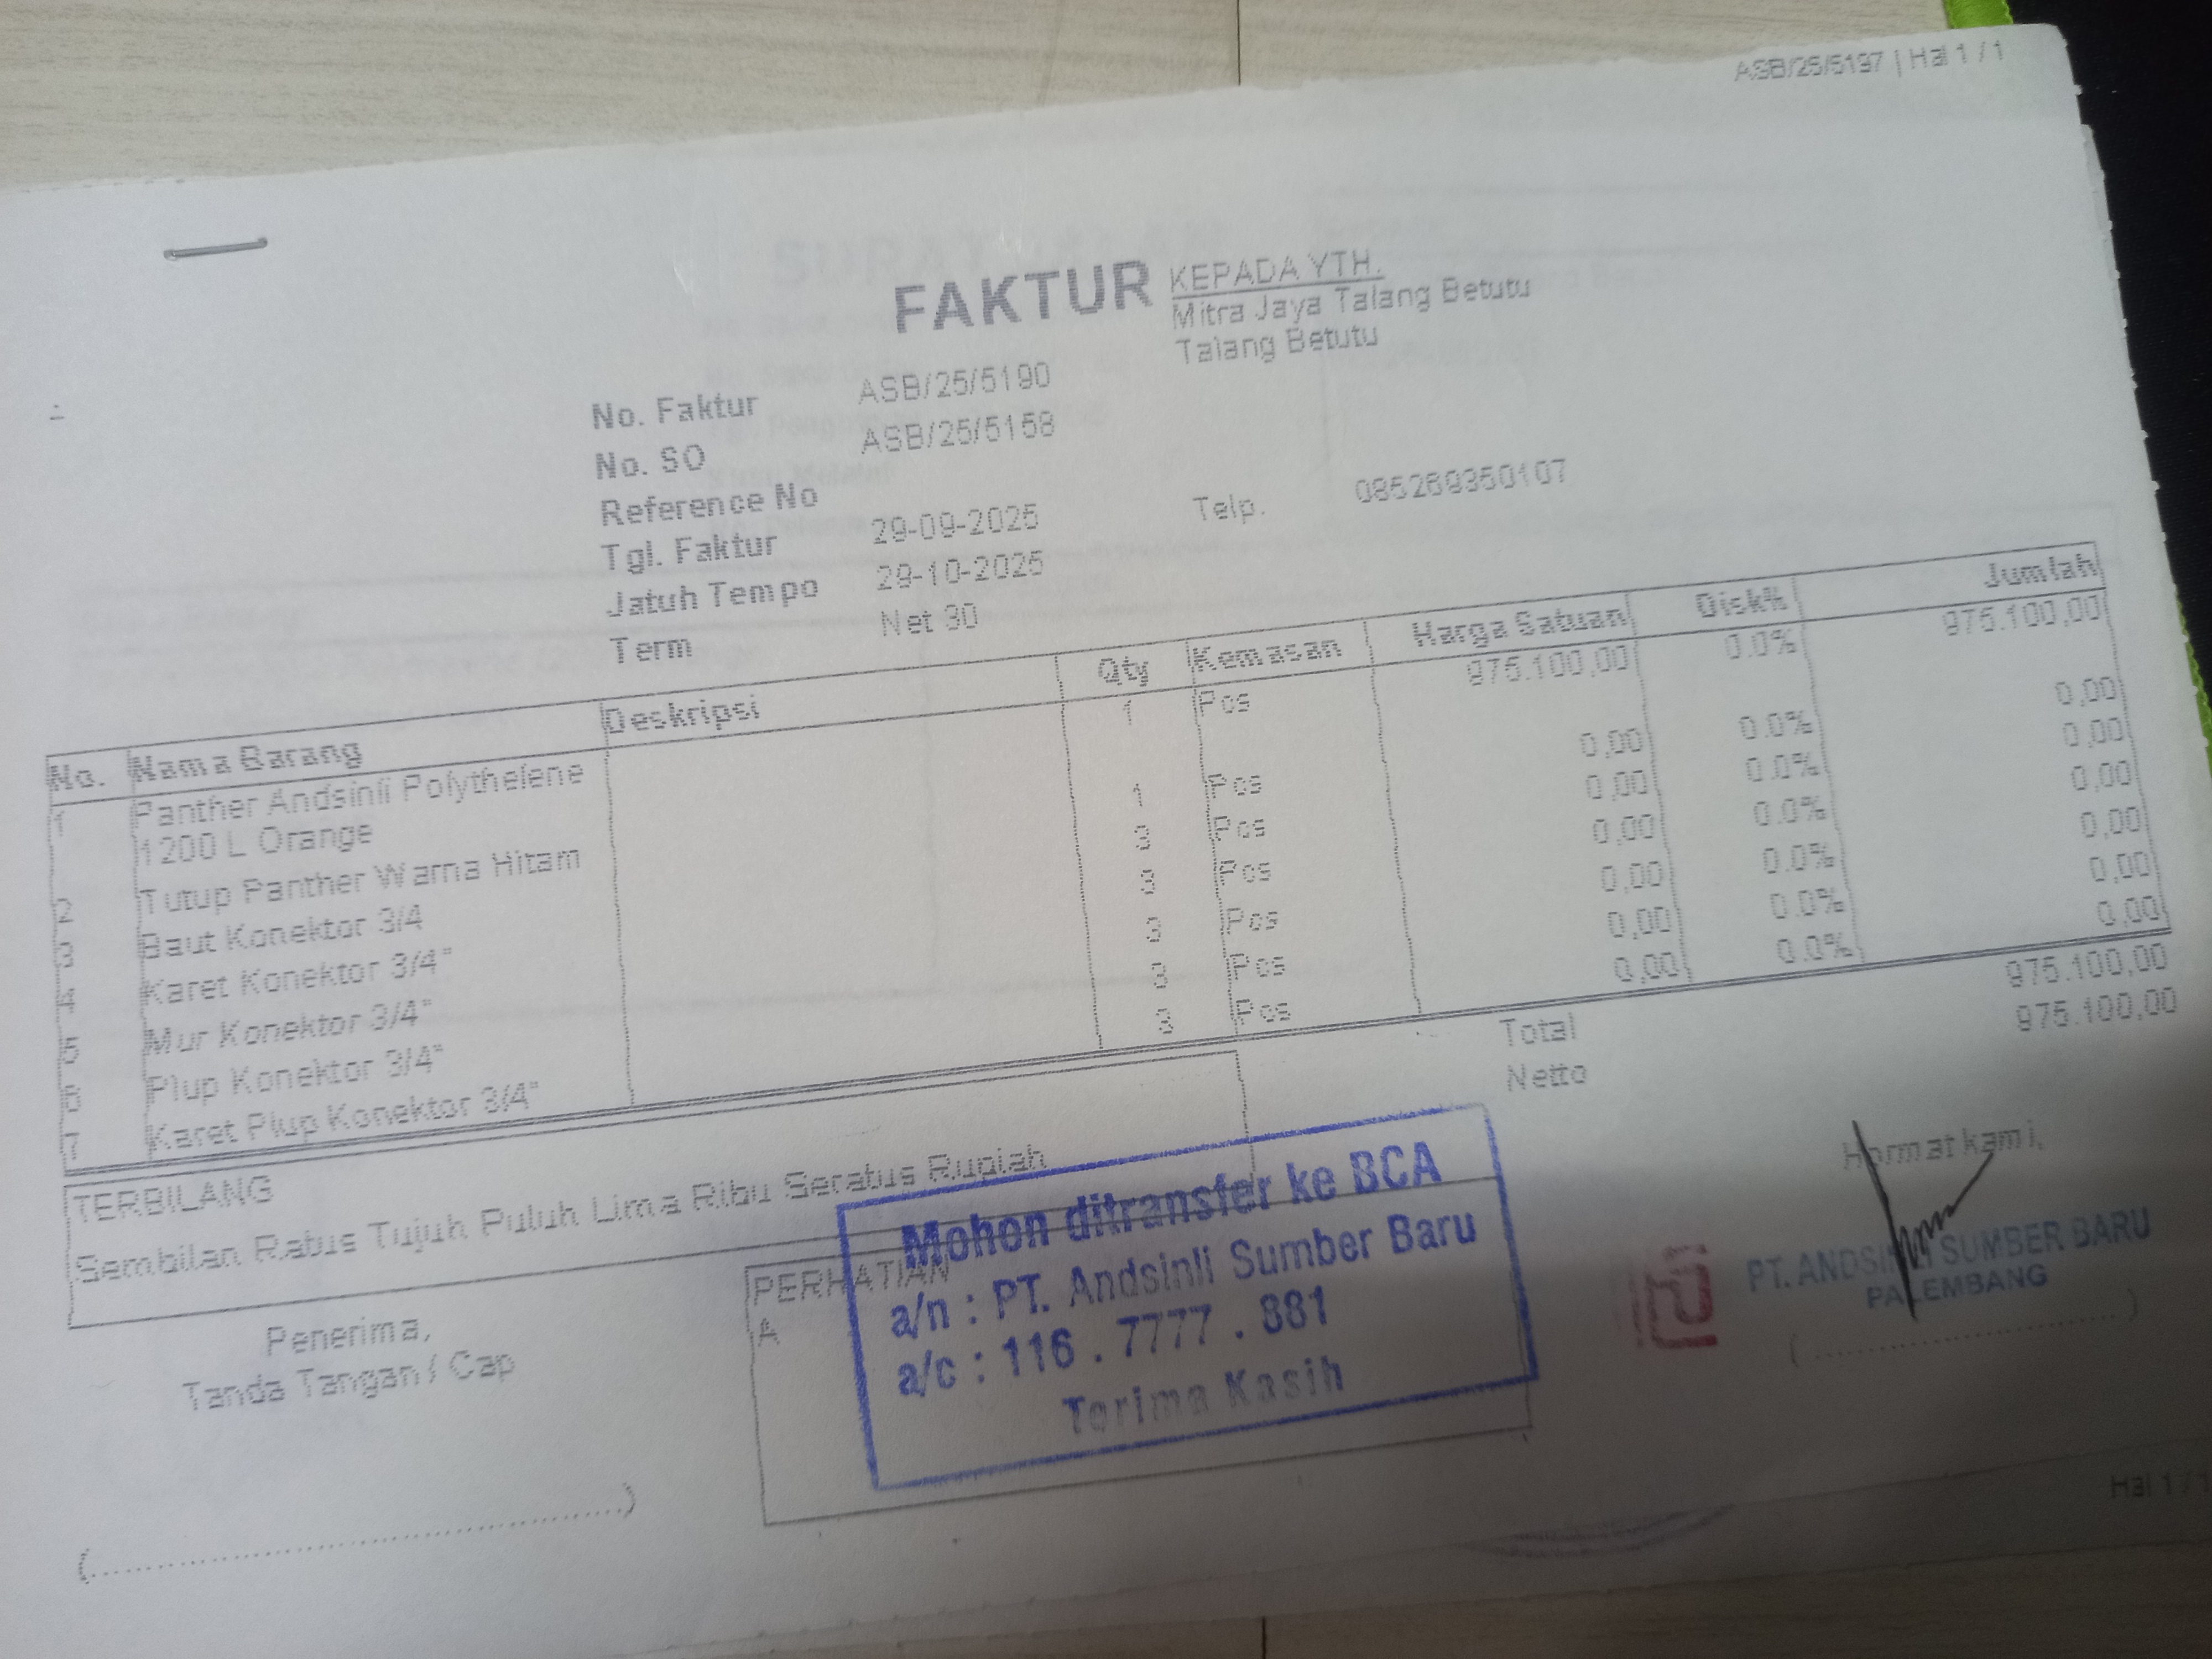 ASB/25/5197 | Hal 1 / 1
FAKTUR
KEPADA YTH.
Mitra Jaya Talang Betutu
Talang Betutu
No. Faktur ASB/25/5190
No. SO ASB/25/5158
Reference No
Tgl. Faktur 29-09-2025
Jatuh Tempo 29-10-2025
Term Net 30
Telp. 085269350107
No. Nama Barang Deskripsi Qty Kemasan Harga Satuan Disk% Jumlah
1 Panther Andsinli Polythelene 1 Pcs 975.100,00 0.0% 975.100,00
1200 L Orange
2 Tutup Panther Warna Hitam 1 Pcs 0,00 0.0% 0,00
3 Baut Konektor 3/4 3 Pcs 0,00 0.0% 0,00
4 Karet Konektor 3/4" 3 Pcs 0,00 0.0% 0,00
5 Mur Konektor 3/4" 3 Pcs 0,00 0.0% 0,00
6 Plup Konektor 3/4" 3 Pcs 0,00 0.0% 0,00
7 Karet Plup Konektor 3/4" 3 Pcs 0,00 0.0% 0,00
Total 975.100,00
Netto 975.100,00
TERBILANG
Sembilan Ratus Tujuh Puluh Lima Ribu Seratus Rupiah
Penerima,
Tanda Tangan / Cap
(..............................)
PERHATIAN
A
Mohon ditransfer ke BCA
a/n : PT. Andsinli Sumber Baru
a/c : 116 . 7777 . 881
Terima Kasih
Hormat kami,
PT. ANDSINLI SUMBER BARU
PALEMBANG
(..............................)
Hal 1 / 1